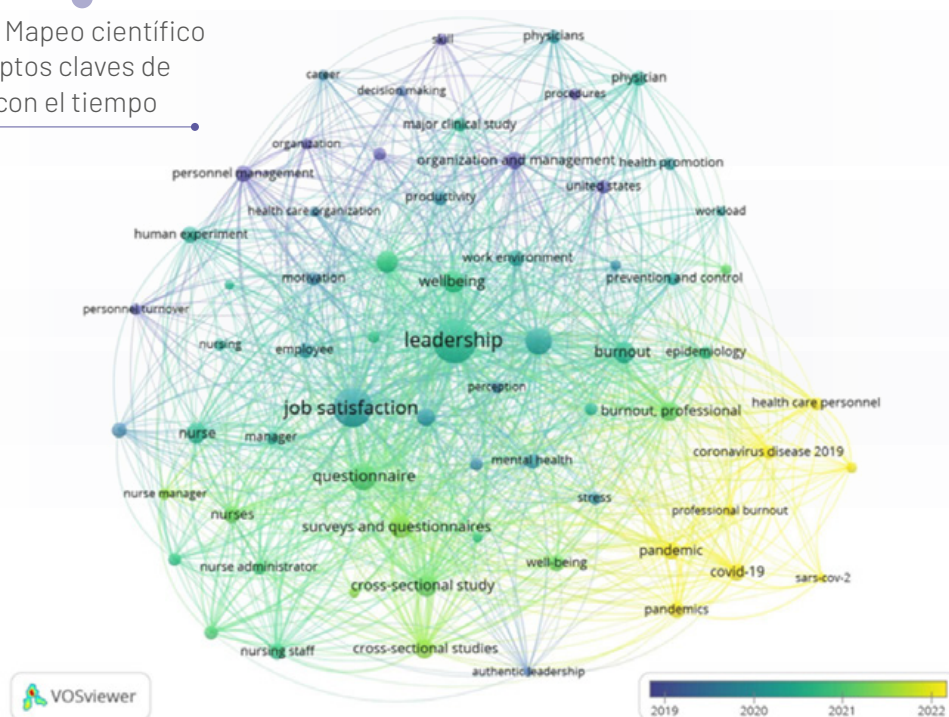 Mapeo científico
ptos claves de
con el tiempo
skill
physicians
career
physician
decision making
procedures
major clinical study
organization
organization and management
health promotion
personnel management
united states
productivity
health care organization
workload
human experiment
work environment
motivation
wellbeing
prevention and control
personnel turnover
leadership
nursing
employee
burnout
epidemiology
perception
job satisfaction
burnout, professional
health care personnel
nurse
manager
coronavirus disease 2019
mental health
questionnaire
nurse manager
stress
nurses
professional burnout
surveys and questionnaires
pandemic
well-being
nurse administrator
covid-19
sars-cov-2
cross-sectional study
pandemics
nursing staff
cross-sectional studies
authentic leadership
VOSviewer
2019 2020 2021 2022